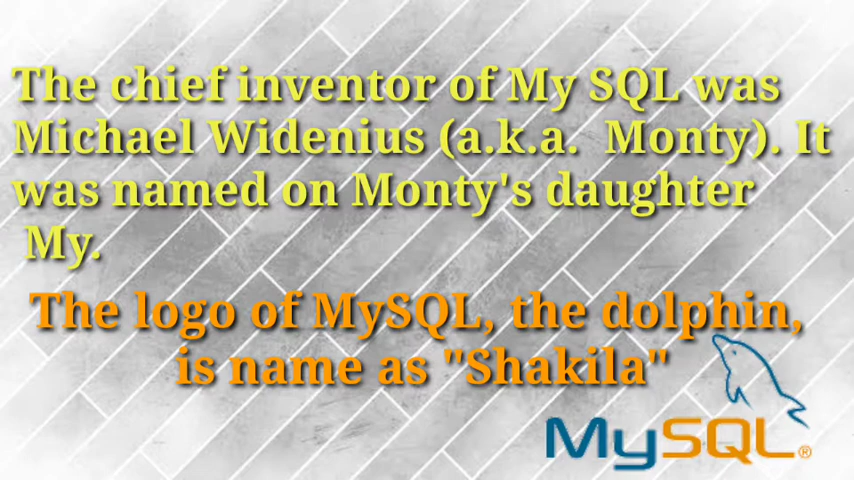 The chief inventor of My SQL was
Michael Widenius (a.k.a. Monty). It
was named on Monty's daughter
My.
The logo of MySQL, the dolphin,
is name as "Shakila"
MySQL®